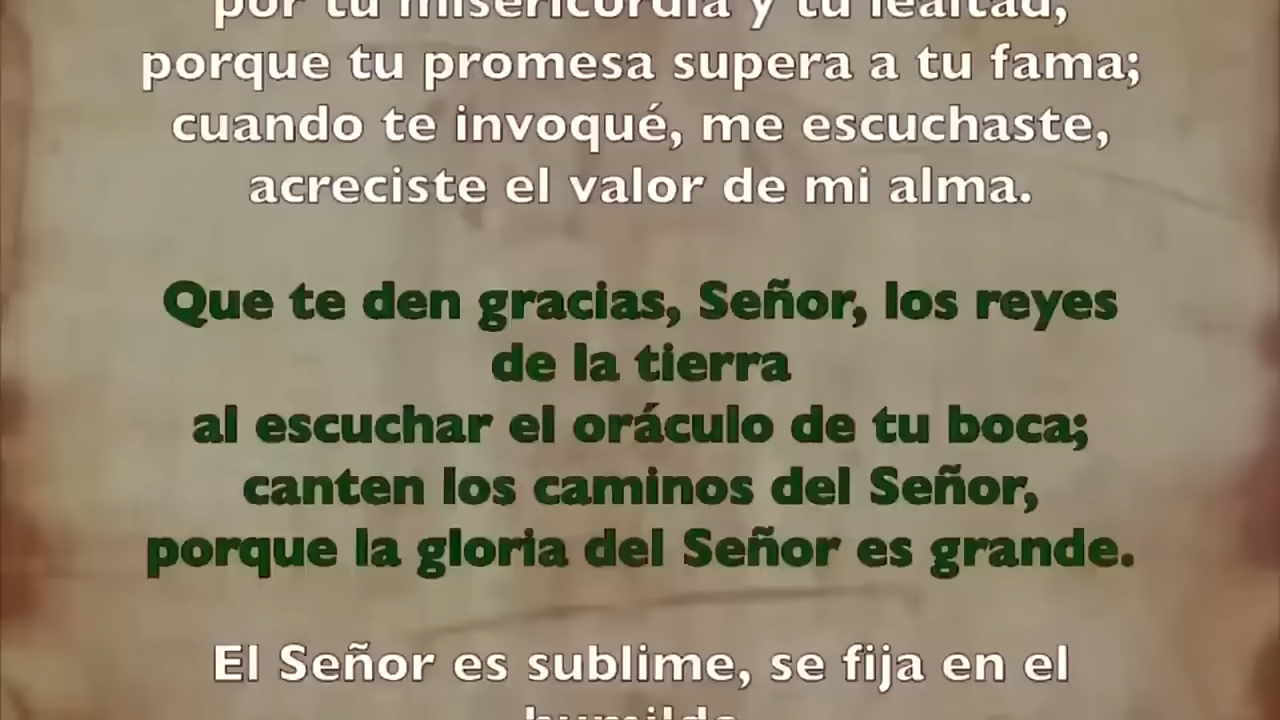 por tu misericordia y tu lealtad,
porque tu promesa supera a tu fama;
cuando te invoqué, me escuchaste,
acreciste el valor de mi alma.
Que te den gracias, Señor, los reyes
de la tierra
al escuchar el oráculo de tu boca;
canten los caminos del Señor,
porque la gloria del Señor es grande.
El Señor es sublime, se fija en el
humilde